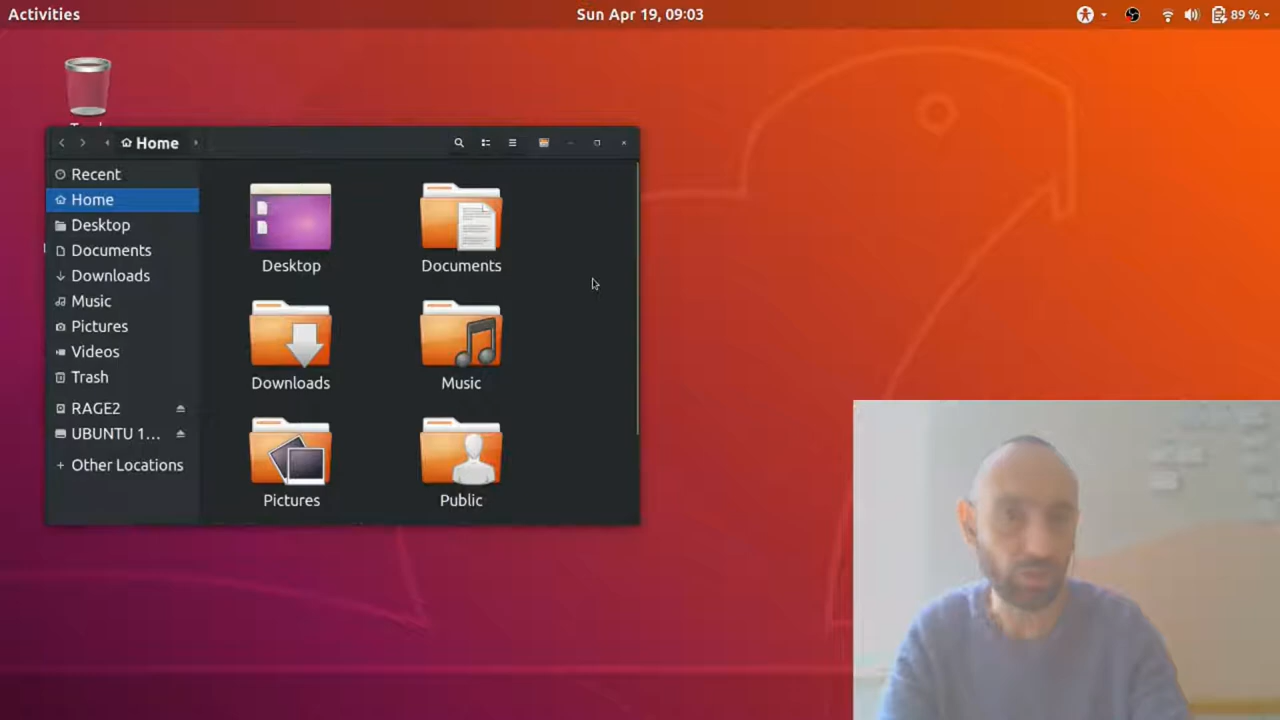 Activities
Sun Apr 19, 09:03
89 %
Home
Recent
Home
Desktop
Documents
Downloads
Music
Pictures
Videos
Trash
RAGE2
UBUNTU 1...
Other Locations
Desktop
Documents
Downloads
Music
Pictures
Public